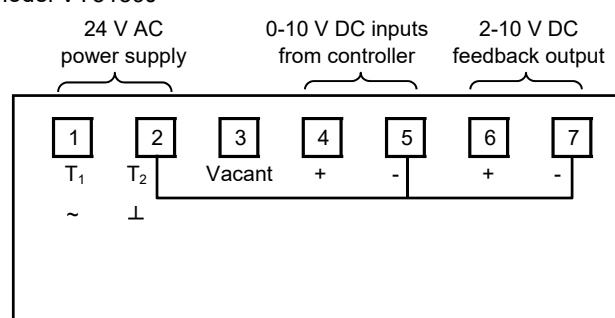 24 V AC
power supply
0-10 V DC inputs
from controller
2-10 V DC
feedback output
1 2 3 4 5 6 7
T₁ T₂ Vacant + - + -
~ ⊥